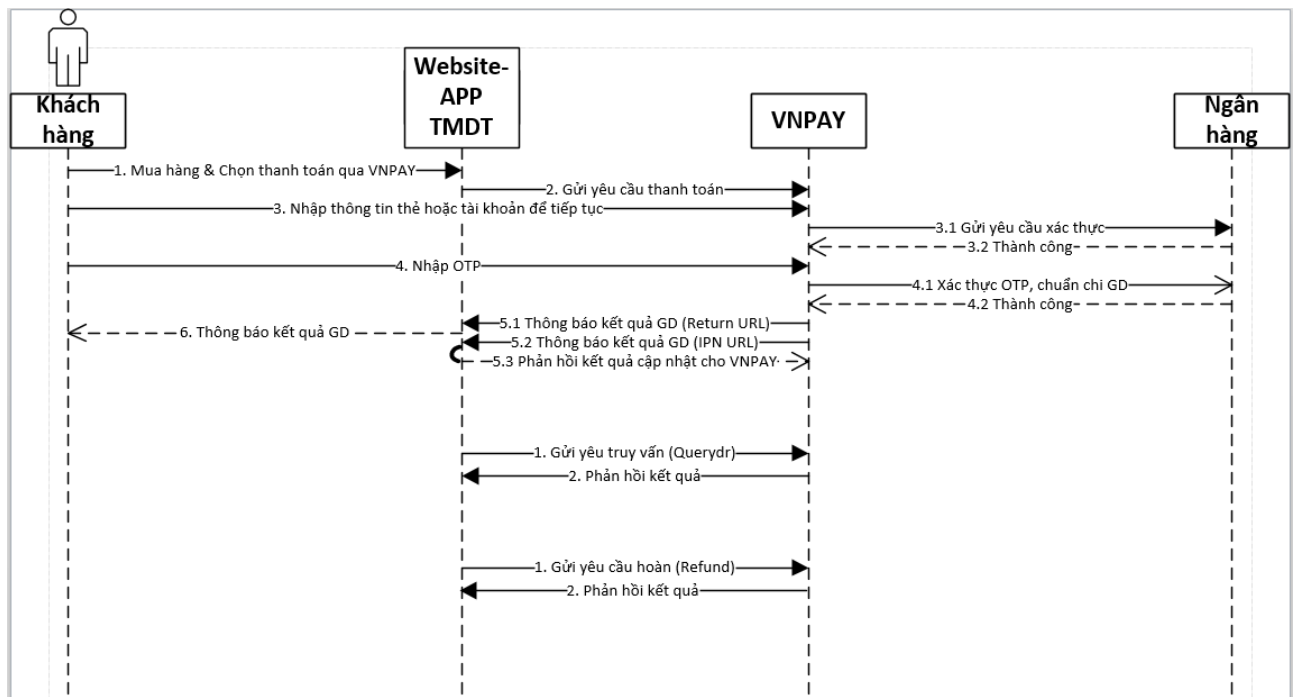 Khách
hàng
Website-
APP
TMDT
VNPAY
Ngân
hàng
1. Mua hàng & Chọn thanh toán qua VNPAY
2. Gửi yêu cầu thanh toán
3. Nhập thông tin thẻ hoặc tài khoản để tiếp tục
3.1 Gửi yêu cầu xác thực
3.2 Thành công
4. Nhập OTP
4.1 Xác thực OTP, chuẩn chi GD
4.2 Thành công
5.1 Thông báo kết quả GD (Return URL)
6. Thông báo kết quả GD
5.2 Thông báo kết quả GD (IPN URL)
5.3 Phản hồi kết quả cập nhật cho VNPAY
1. Gửi yêu truy vấn (Querydr)
2. Phản hồi kết quả
1. Gửi yêu cầu hoàn (Refund)
2. Phản hồi kết quả